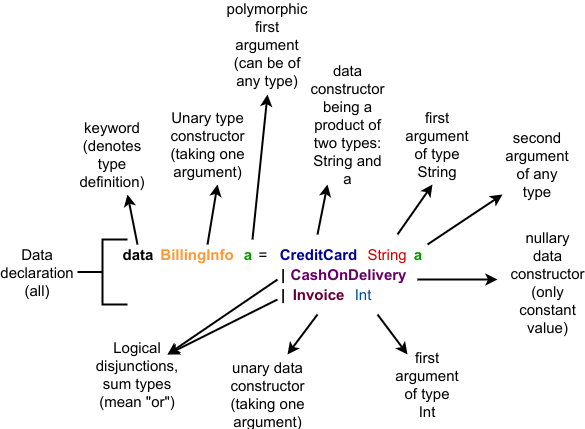 polymorphic
first
argument
(can be of
any type)
data
constructor
being a
product of
two types:
String and
a
Unary type
constructor
(taking one
argument)
first
argument
of type
String
keyword
(denotes
type
definition)
second
argument
of any
type
Data
declaration
(all)
data BillingInfo a = CreditCard String a
| CashOnDelivery
| Invoice Int
nullary
data
constructor
(only
constant
value)
Logical
disjunctions,
sum types
(mean "or")
unary data
constructor
(taking one
argument)
first
argument
of type
Int